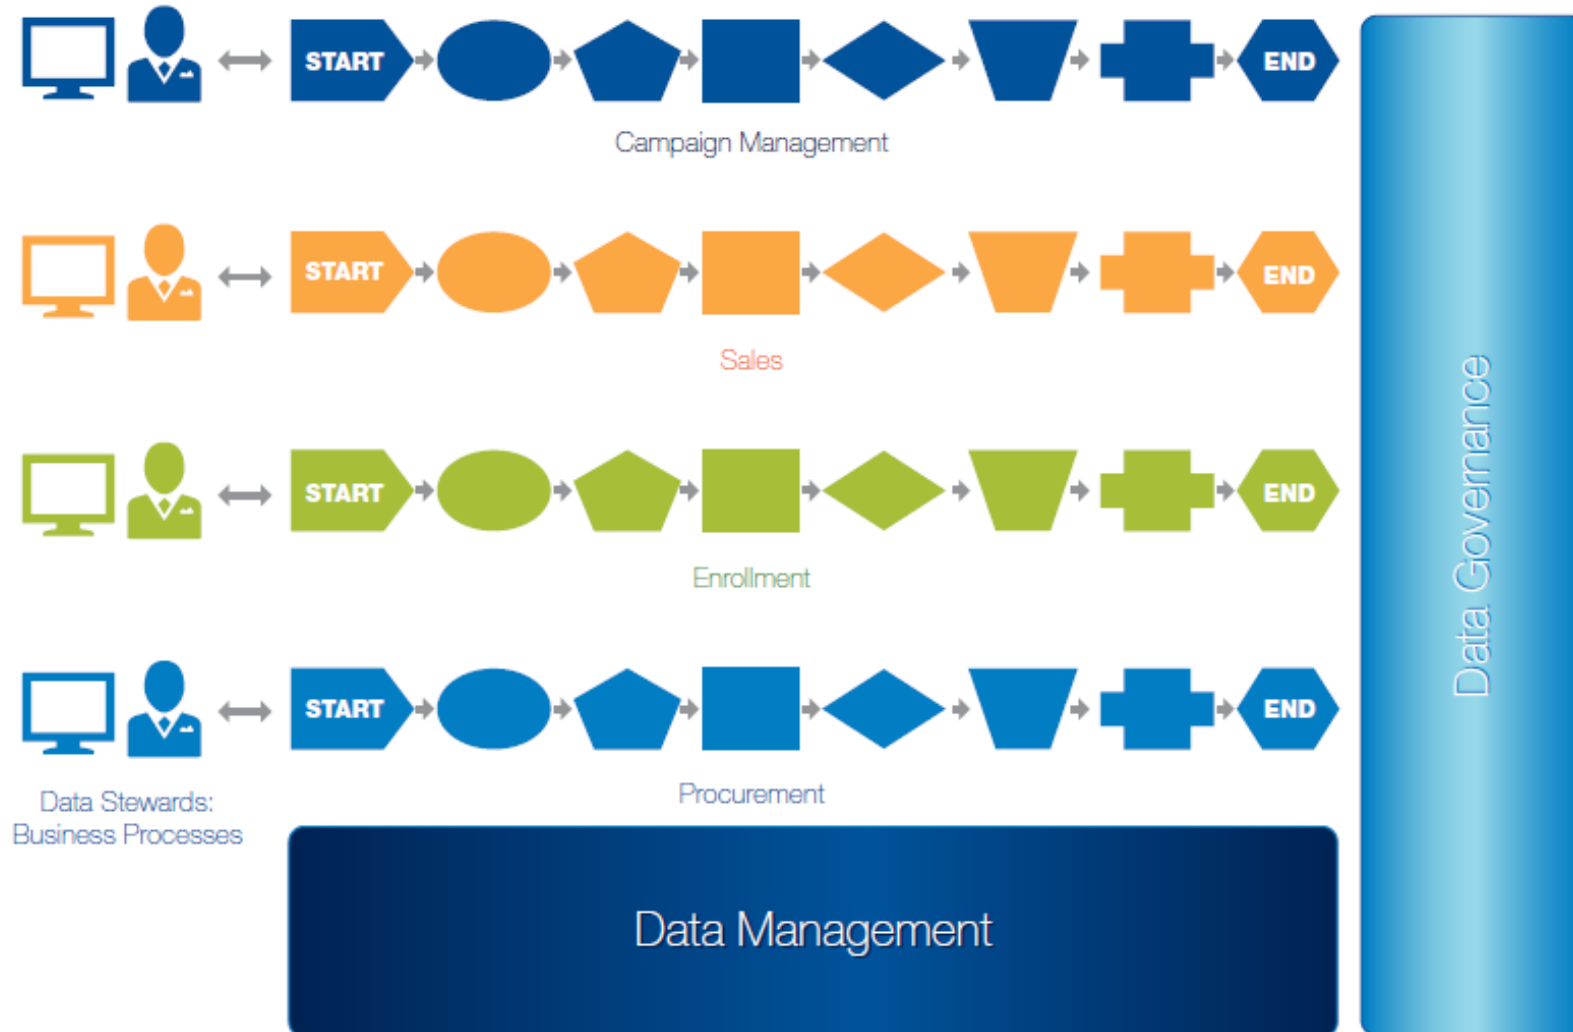 START
END
Campaign Management
START
END
Sales
START
END
Enrollment
START
END
Procurement
Data Stewards:
Business Processes
Data Management
Data Governance